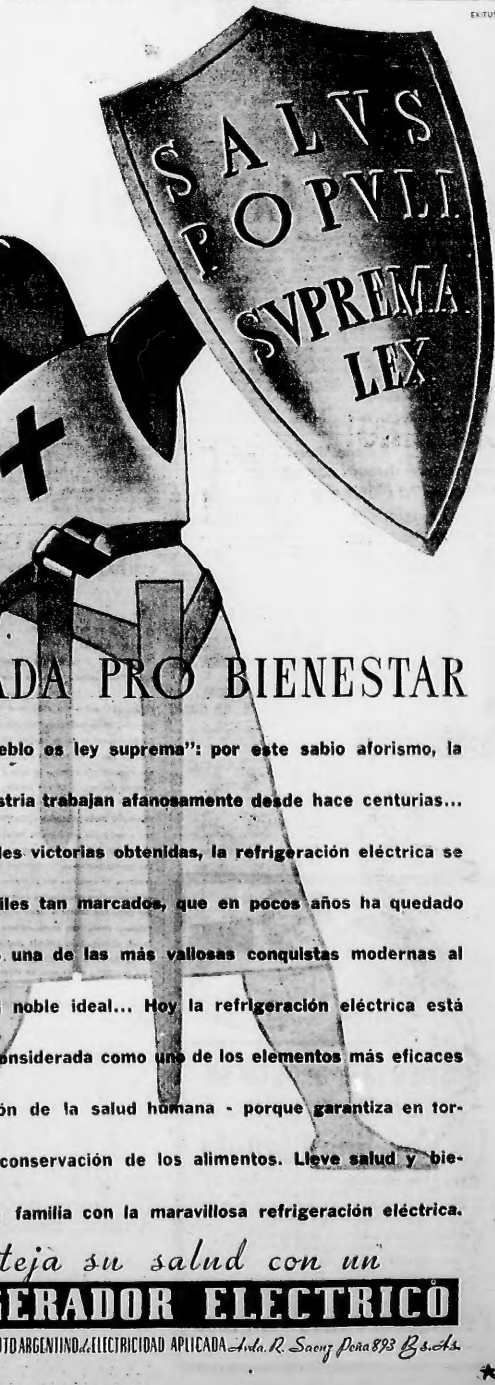 EXITUS
SALVS
POPVLI
SVPREMA
LEX
ADA PRO BIENESTAR
eblo es ley suprema": por este sabio aforismo, la
stria trabajan afanosamente desde hace centurias...
les victorias obtenidas, la refrigeración eléctrica se
iles tan marcados, que en pocos años ha quedado
una de las más valiosas conquistas modernas al
noble ideal... Hoy la refrigeración eléctrica está
onsiderada como uno de los elementos más eficaces
ón de la salud humana - porque garantiza en tor-
conservación de los alimentos. Lleve salud y bie-
familia con la maravillosa refrigeración eléctrica.
teja su salud con un
GERADOR ELECTRICO
UTO ARGENTINO de ELECTRICIDAD APLICADA Avda. R. Saenz Peña 893 Bs. As.